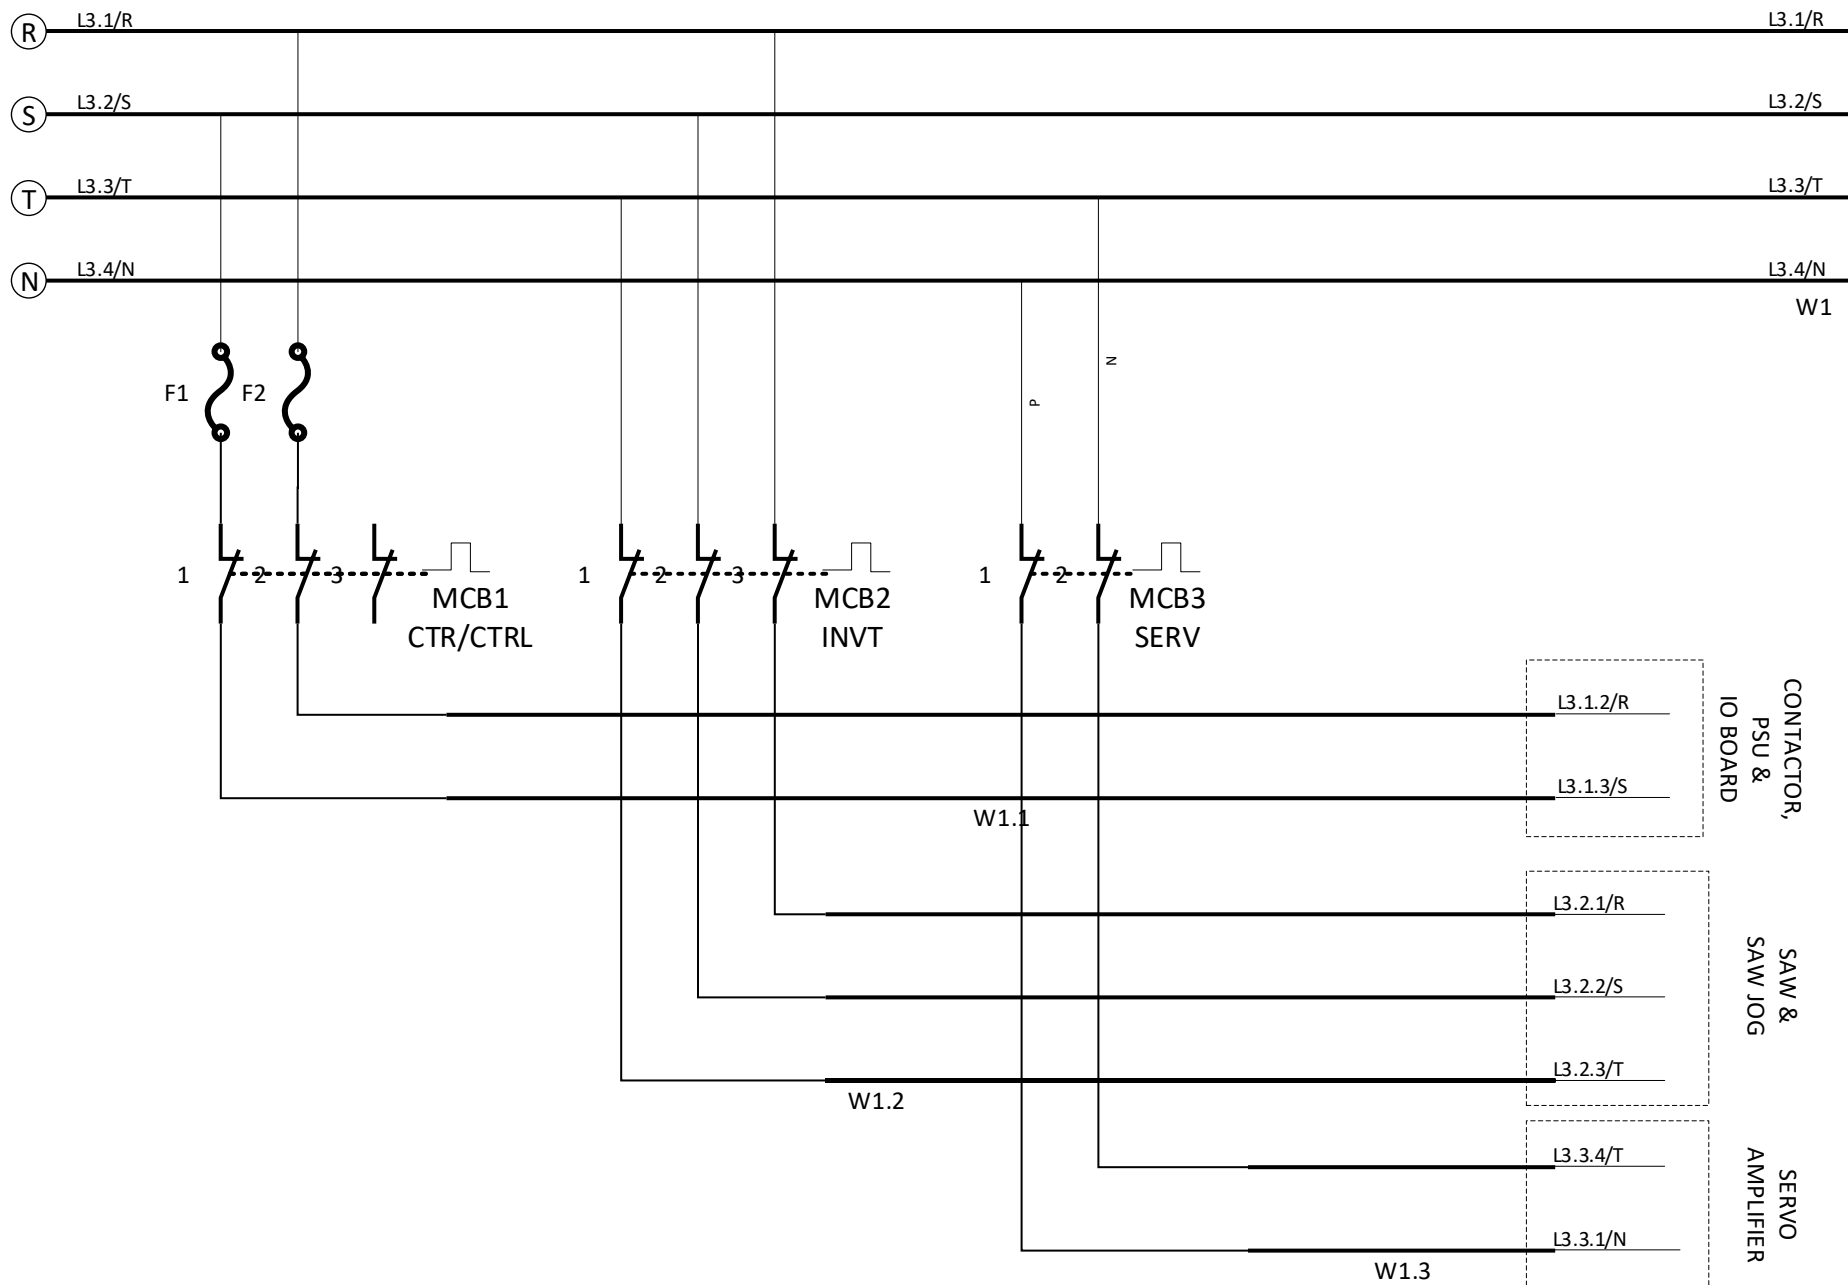 R
L3.1/R
L3.1/R
S
L3.2/S
L3.2/S
T
L3.3/T
L3.3/T
N
L3.4/N
L3.4/N
W1
N
P
F1
F2
1
2
3
MCB1
CTR/CTRL
1
2
3
MCB2
INVT
1
2
MCB3
SERV
L3.1.2/R
L3.1.3/S
W1.1
CONTACTOR,
PSU &
IO BOARD
L3.2.1/R
L3.2.2/S
L3.2.3/T
W1.2
SAW &
SAW JOG
L3.3.4/T
L3.3.1/N
W1.3
SERVO
AMPLIFIER